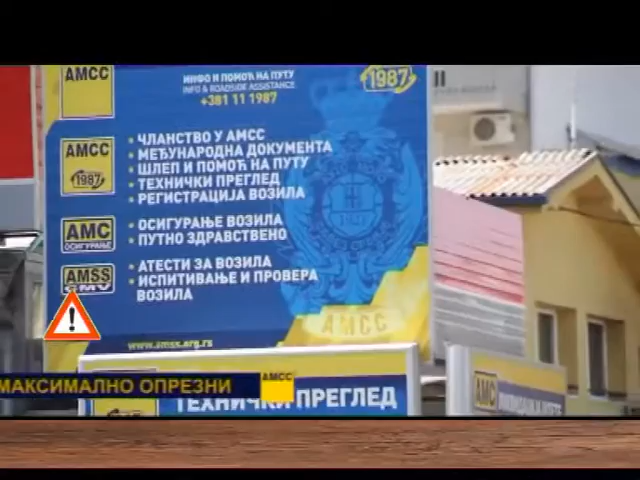 АМСС
ИНФО И ПОМОЋ НА ПУТУ
INFO & ROADSIDE ASSISTANCE
+381 11 1987
1987
АМСС
1987
ЧЛАНСТВО У АМСС
МЕЂУНАРОДНА ДОКУМЕНТА
ШЛЕП И ПОМОЋ НА ПУТУ
ТЕХНИЧКИ ПРЕГЛЕД
РЕГИСТРАЦИЈА ВОЗИЛА
АМС
ОСИГУРАЊЕ
ОСИГУРАЊЕ ВОЗИЛА
ПУТНО ЗДРАВСТВЕНО
AMSS
CMV
АТЕСТИ ЗА ВОЗИЛА
ИСПИТИВАЊЕ И ПРОВЕРА
ВОЗИЛА
АМСС
www.amss.org.rs
МАКСИМАЛНО ОПРЕЗНИ
АМСС
ТЕХНИЧКИ ПРЕГЛЕД
АМС